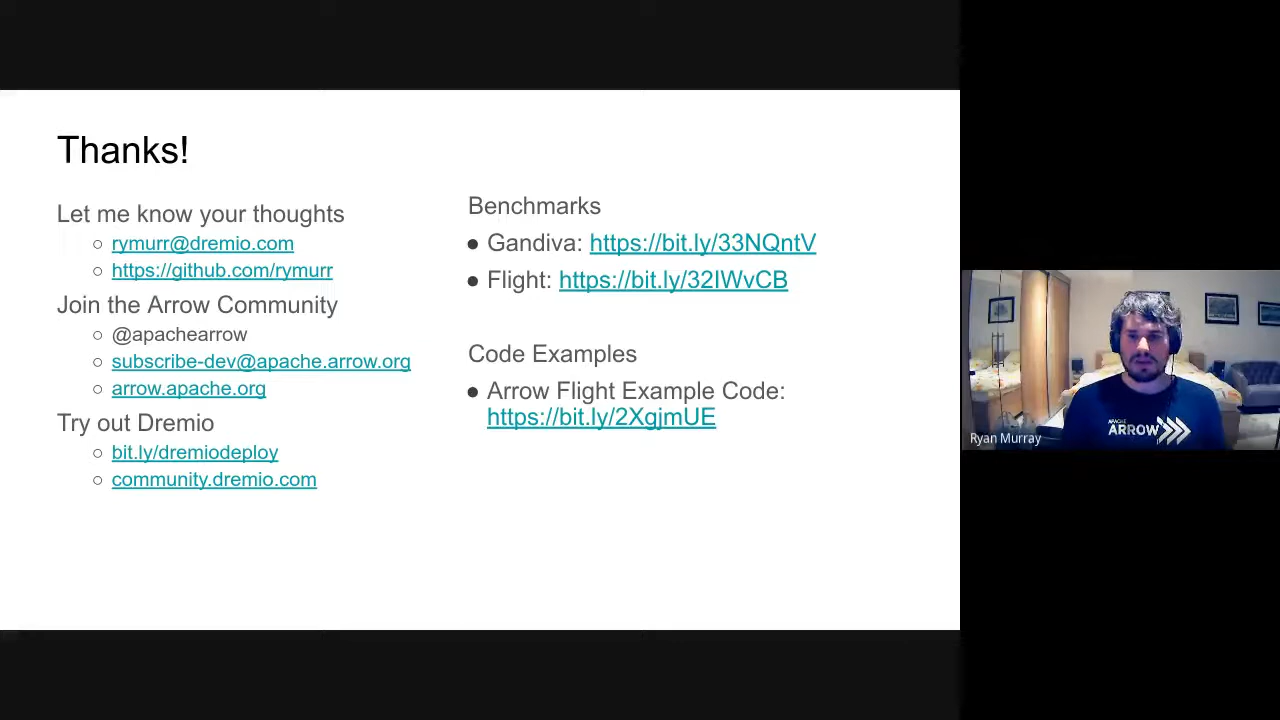 Thanks!
Let me know your thoughts
○ rymurr@dremio.com
○ https://github.com/rymurr
Join the Arrow Community
○ @apachearrow
○ subscribe-dev@apache.arrow.org
○ arrow.apache.org
Try out Dremio
○ bit.ly/dremiodeploy
○ community.dremio.com
Benchmarks
● Gandiva: https://bit.ly/33NQntV
● Flight: https://bit.ly/32IWvCB
Code Examples
● Arrow Flight Example Code:
https://bit.ly/2XgjmUE
APACHE
ARROW
Ryan Murray